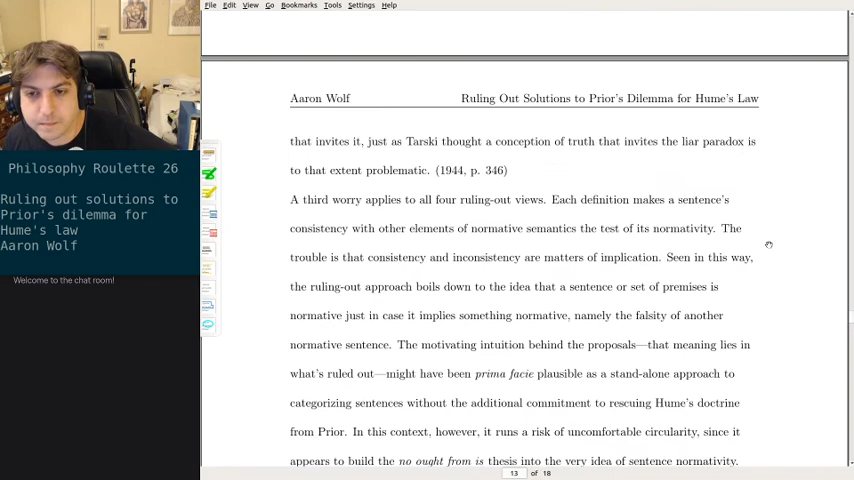 File Edit View Go Bookmarks Tools Settings Help
Aaron Wolf Ruling Out Solutions to Prior's Dilemma for Hume's Law
that invites it, just as Tarski thought a conception of truth that invites the liar paradox is
to that extent problematic. (1944, p. 346)
A third worry applies to all four ruling-out views. Each definition makes a sentence's
consistency with other elements of normative semantics the test of its normativity. The
trouble is that consistency and inconsistency are matters of implication. Seen in this way,
the ruling-out approach boils down to the idea that a sentence or set of premises is
normative just in case it implies something normative, namely the falsity of another
normative sentence. The motivating intuition behind the proposals—that meaning lies in
what's ruled out—might have been prima facie plausible as a stand-alone approach to
categorizing sentences without the additional commitment to rescuing Hume's doctrine
from Prior. In this context, however, it runs a risk of uncomfortable circularity, since it
appears to build the no ought from is thesis into the very idea of sentence normativity.
13 of 18
Philosophy Roulette 26
Ruling out solutions to
Prior's dilemma for
Hume's law
Aaron Wolf
Welcome to the chat room!